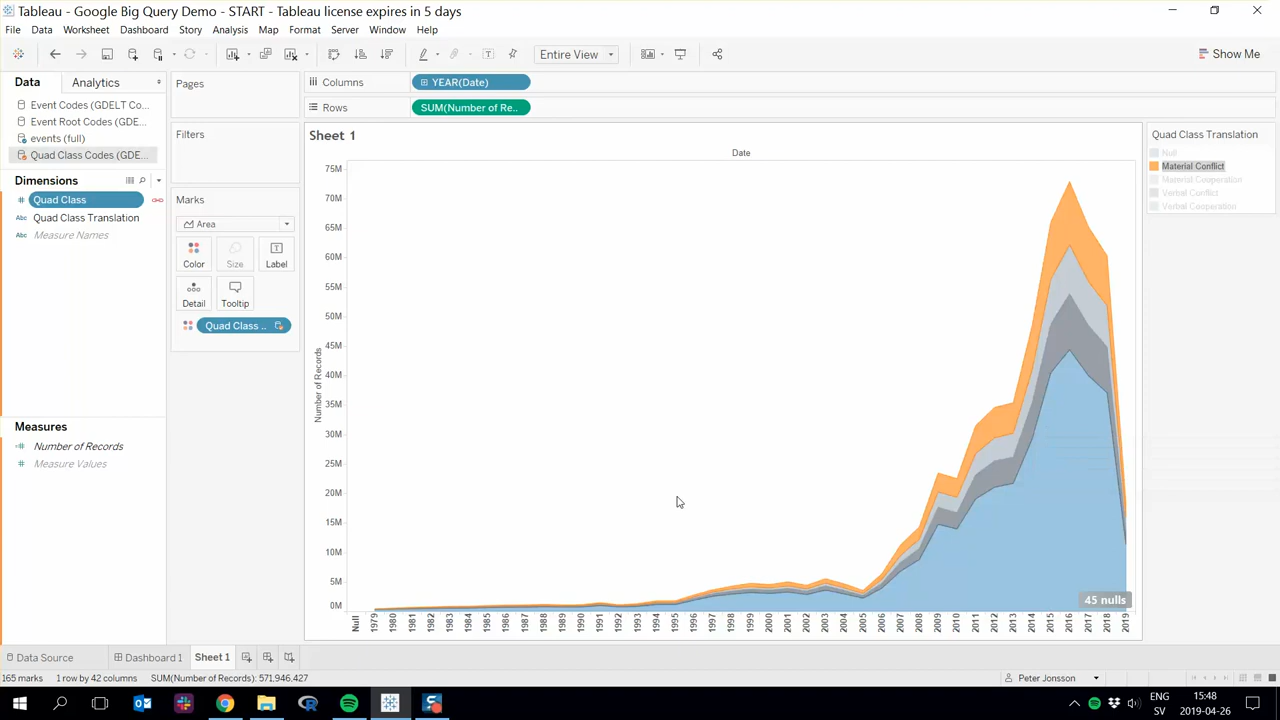 Tableau - Google Big Query Demo - START - Tableau license expires in 5 days
File Data Worksheet Dashboard Story Analysis Map Format Server Window Help
Entire View
Show Me
Data Analytics
Event Codes (GDELT Co...
Event Root Codes (GDE...
events (full)
Quad Class Codes (GDE...
Dimensions
Quad Class
Abc Quad Class Translation
Abc Measure Names
Measures
Number of Records
Measure Values
Pages
Filters
Marks
Area
Color Size Label
Detail Tooltip
Quad Class ..
Columns YEAR(Date)
Rows SUM(Number of Re..
Sheet 1
Date
Number of Records
75M
70M
65M
60M
55M
50M
45M
40M
35M
30M
25M
20M
15M
10M
5M
0M
45 nulls
Null 1979 1980 1981 1982 1983 1984 1985 1986 1987 1988 1989 1990 1991 1992 1993 1994 1995 1996 1997 1998 1999 2000 2001 2002 2003 2004 2005 2006 2007 2008 2009 2010 2011 2012 2013 2014 2015 2016 2017 2018 2019
Quad Class Translation
Null
Material Conflict
Material Cooperation
Verbal Conflict
Verbal Cooperation
Data Source Dashboard 1 Sheet 1
165 marks 1 row by 42 columns SUM(Number of Records): 571.946.427
Peter Jonsson
ENG
SV
15:48
2019-04-26